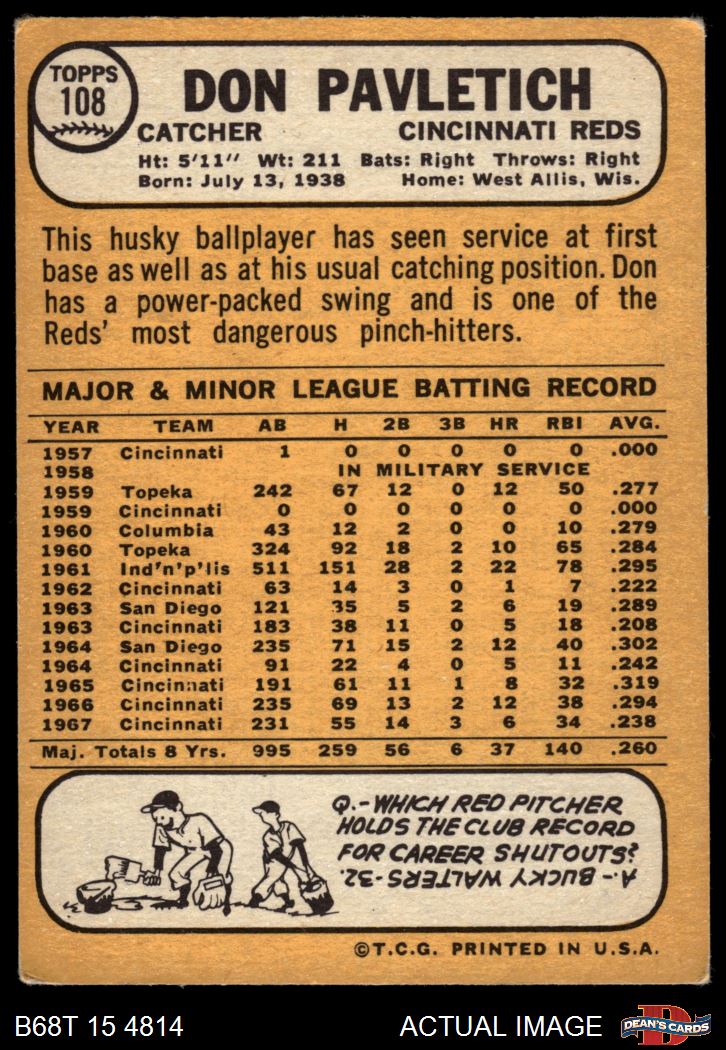 TOPPS
108
DON PAVLETICH
CATCHER CINCINNATI REDS
Ht: 5'11" Wt: 211 Bats: Right Throws: Right
Born: July 13, 1938 Home: West Allis, Wis.
This husky ballplayer has seen service at first
base as well as at his usual catching position. Don
has a power-packed swing and is one of the
Reds' most dangerous pinch-hitters.
MAJOR & MINOR LEAGUE BATTING RECORD
YEAR TEAM AB H 2B 3B HR RBI AVG.
1957 Cincinnati 1 0 0 0 0 0 .000
1958 IN MILITARY SERVICE
1959 Topeka 242 67 12 0 12 50 .277
1959 Cincinnati 0 0 0 0 0 0 .000
1960 Columbia 43 12 2 0 0 10 .279
1960 Topeka 324 92 18 2 10 65 .284
1961 Ind'n'p'lis 511 151 28 2 22 78 .295
1962 Cincinnati 63 14 3 0 1 7 .222
1963 San Diego 121 35 5 2 6 19 .289
1963 Cincinnati 183 38 11 0 5 18 .208
1964 San Diego 235 71 15 2 12 40 .302
1964 Cincinnati 91 22 4 0 5 11 .242
1965 Cincinnati 191 61 11 1 8 32 .319
1966 Cincinnati 235 69 13 2 12 38 .294
1967 Cincinnati 231 55 14 3 6 34 .238
Maj. Totals 8 Yrs. 995 259 56 6 37 140 .260
Q.-WHICH RED PITCHER
HOLDS THE CLUB RECORD
FOR CAREER SHUTOUTS?
A-BUCKY WALTERS-32.
©T.C.G. PRINTED IN U.S.A.
B68T 15 4814 ACTUAL IMAGE
D
DEAN'S CARDS